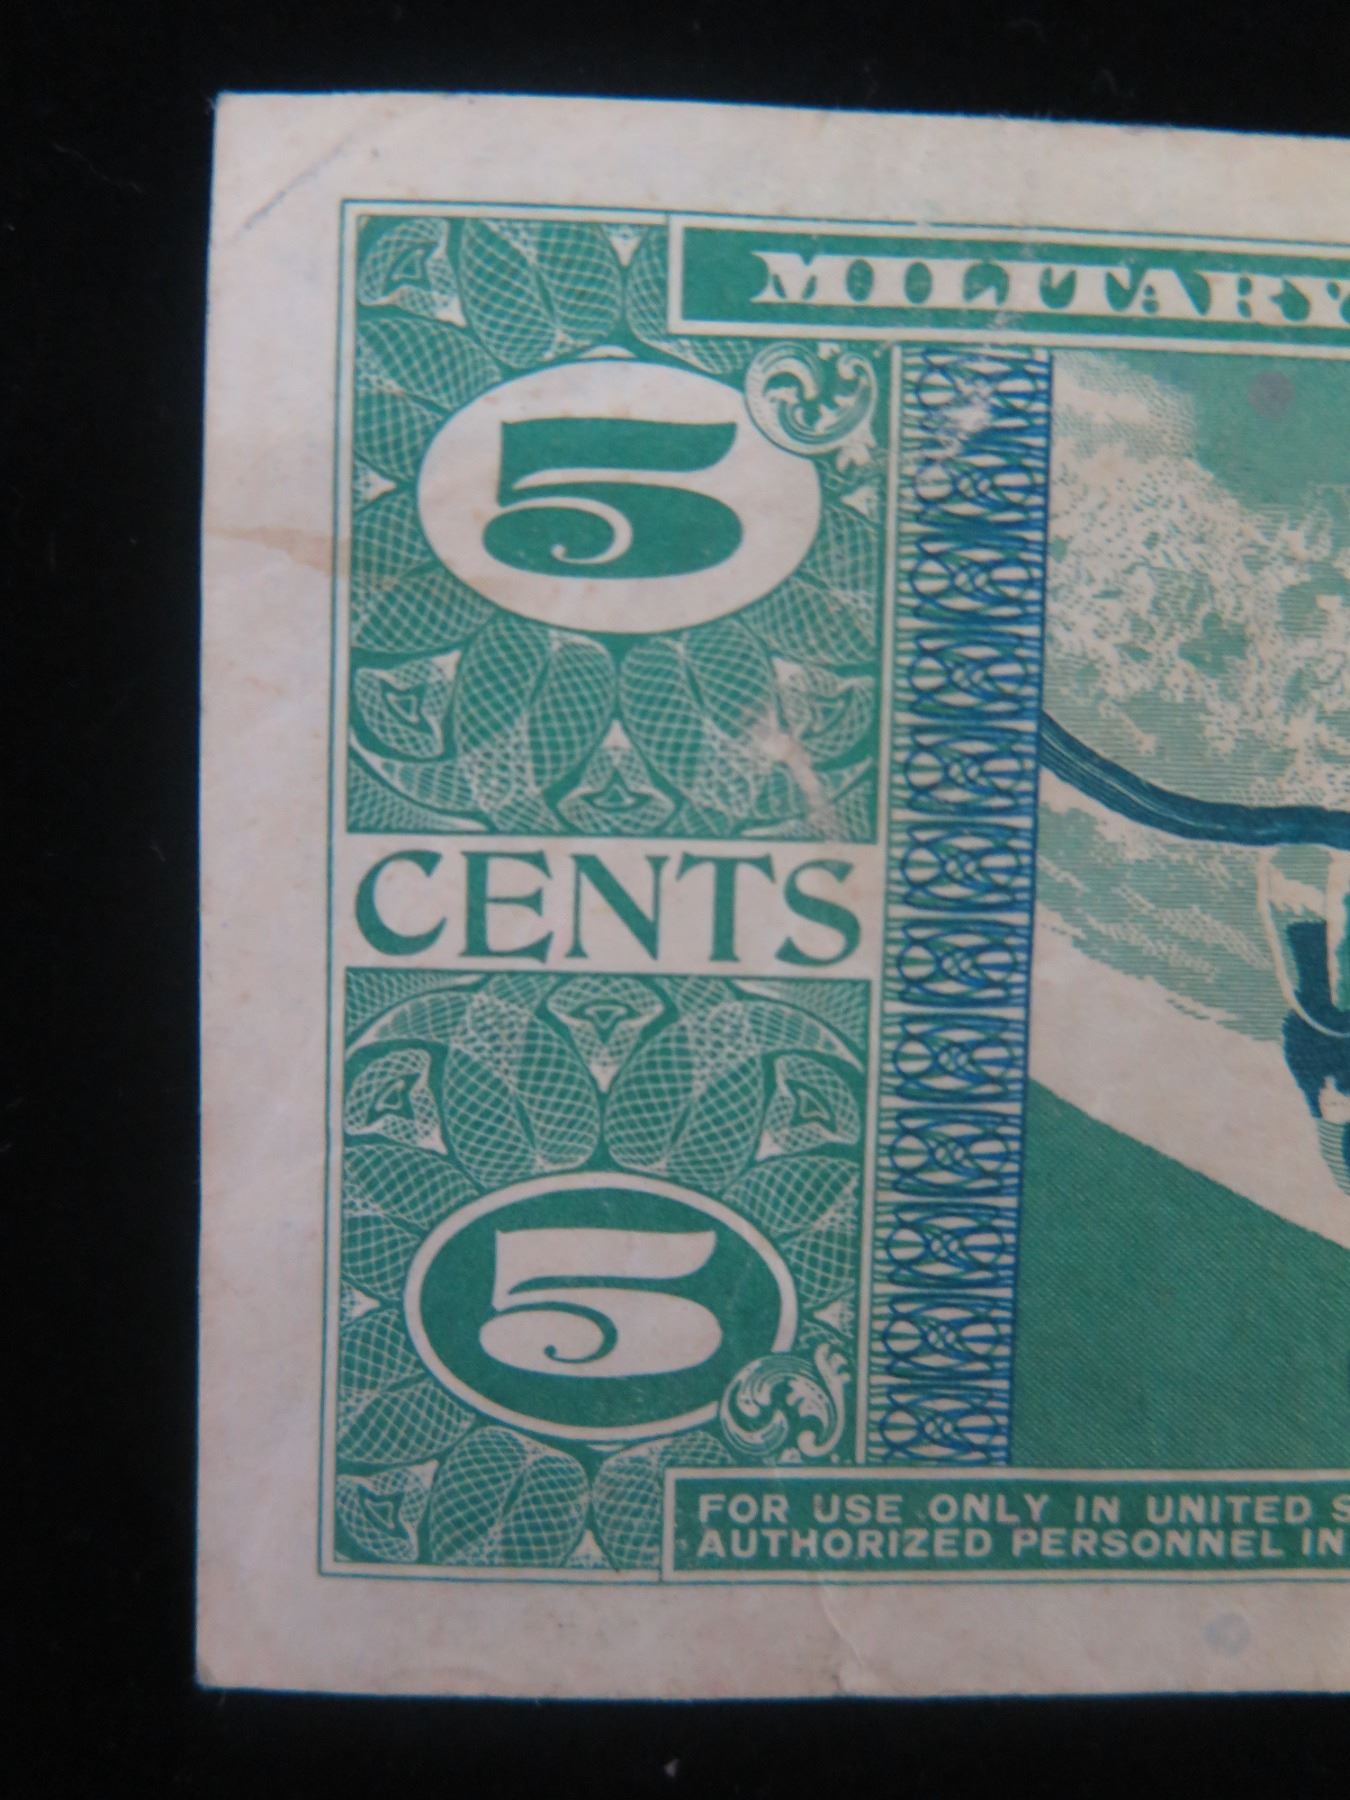 MILITARY
5
CENTS
5
FOR USE ONLY IN UNITED S
AUTHORIZED PERSONNEL IN